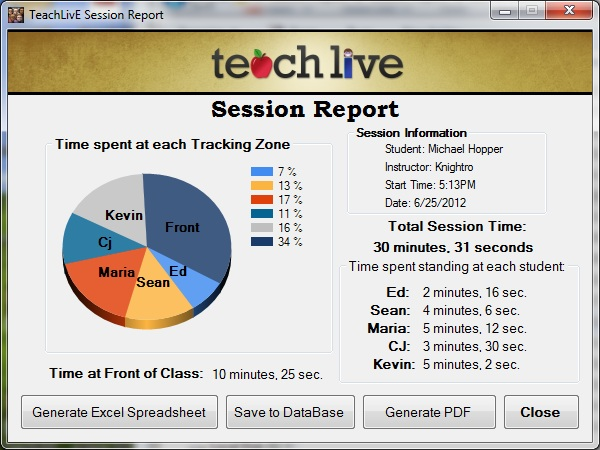 TeachLivE Session Report
teach live
Session Report
Time spent at each Tracking Zone
Front
Ed
Sean
Maria
Cj
Kevin
7 %
13 %
17 %
11 %
16 %
34 %
Time at Front of Class: 10 minutes, 25 sec.
Session Information
Student: Michael Hopper
Instructor: Knightro
Start Time: 5:13PM
Date: 6/25/2012
Total Session Time:
30 minutes, 31 seconds
Time spent standing at each student:
Ed: 2 minutes, 16 sec.
Sean: 4 minutes, 6 sec.
Maria: 5 minutes, 12 sec.
CJ: 3 minutes, 30 sec.
Kevin: 5 minutes, 2 sec.
Generate Excel Spreadsheet
Save to DataBase
Generate PDF
Close